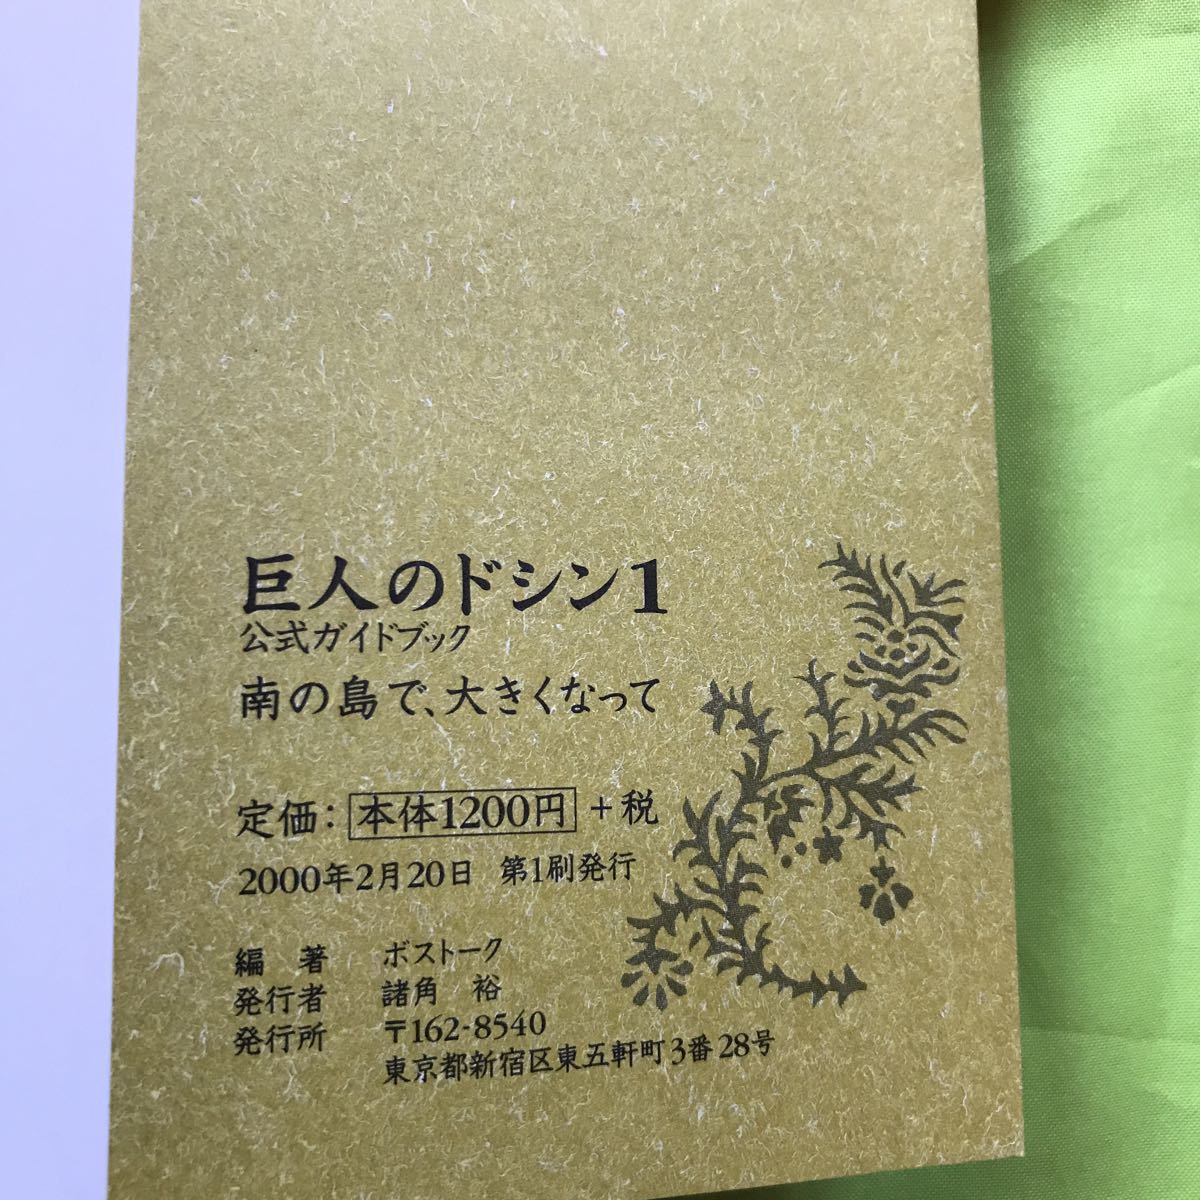 巨人のドシン1
公式ガイドブック
南の島で、大きくなって
定価： 本体1200円 ＋税
2000年2月20日 第1刷発行
編 著 ボストーク
発行者 諸角 裕
発行所 〒162-8540
東京都新宿区東五軒町3番28号